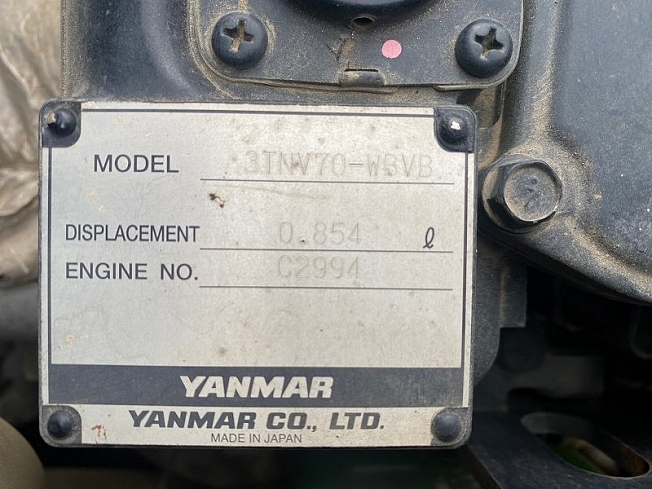 MODEL 3TNV70-WBVB
DISPLACEMENT 0.854 ℓ
ENGINE NO. C2994
YANMAR
YANMAR CO., LTD.
MADE IN JAPAN